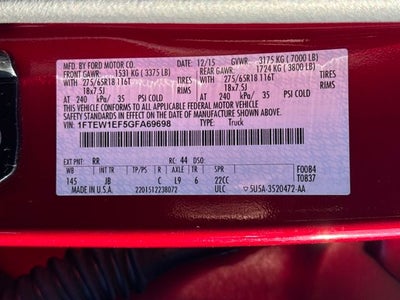 MFD. BY FORD MOTOR CO.
DATE: 12/15 GVWR: 3175 KG (7000 LB)
FRONT GAWR: 1531 KG (3375 LB) REAR GAWR: 1724 KG (3800 LB)
275/65R18 116T TIRES WITH 275/65R18 116T TIRES
18x7.5J RIMS 18x7.5J RIMS
AT 240 kPa/ 35 PSI COLD AT 240 kPa/ 35 PSI COLD
THIS VEHICLE CONFORMS TO ALL APPLICABLE FEDERAL MOTOR VEHICLE
SAFETY STANDARDS IN EFFECT ON THE DATE OF MANUFACTURE SHOWN ABOVE.
VIN: 1FTEW1EF5GFA69698 TYPE: Truck
EXT PNT: RR RC: 44 DSO: F00B4
WB INT TR TP/PS R AXLE TR SPR T0B37
145 JB C L9 6 22CC
MADE IN U.S.A. 2201512238072 ULC 5U5A-3520472-AA